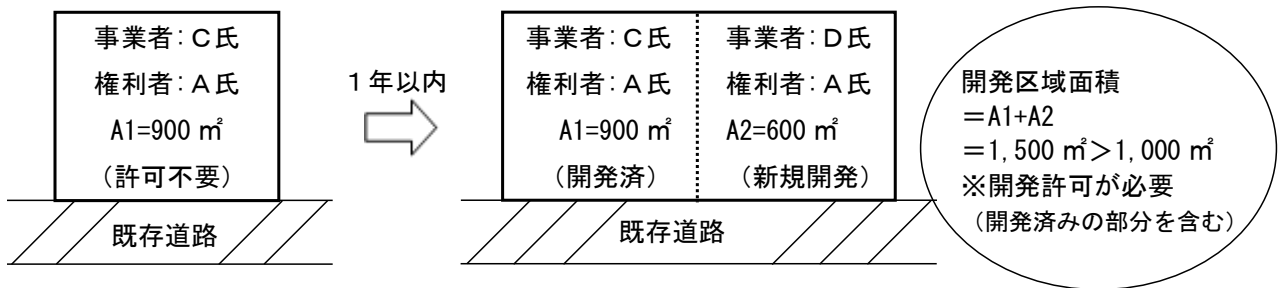 事業者:C氏
権利者:A氏
A1=900 ㎡
(許可不要)
既存道路
1年以内
事業者:C氏
権利者:A氏
A1=900 ㎡
(開発済)
事業者:D氏
権利者:A氏
A2=600 ㎡
(新規開発)
既存道路
開発区域面積
=A1+A2
=1,500 ㎡>1,000 ㎡
※開発許可が必要
(開発済みの部分を含む)